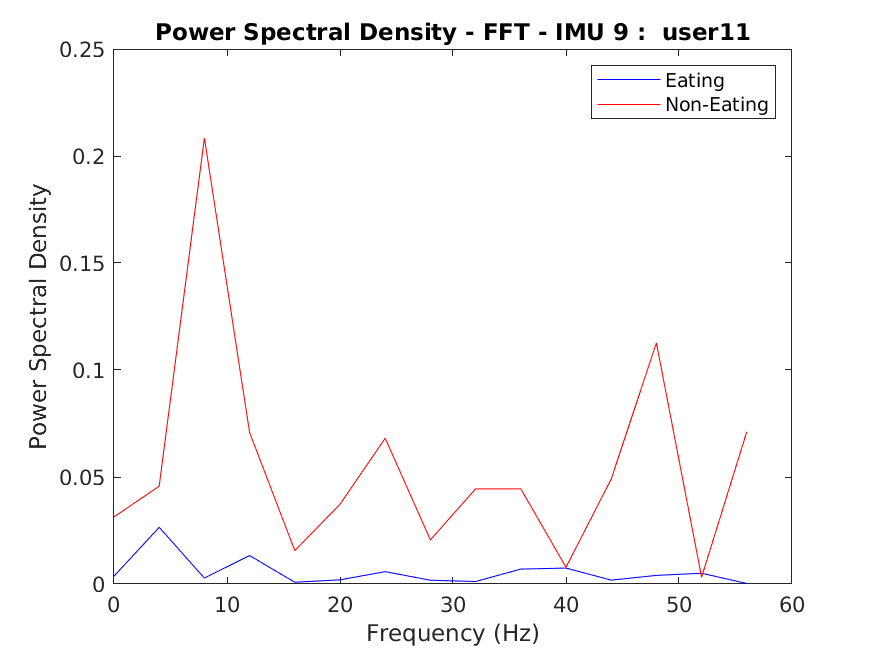 Power Spectral Density - FFT - IMU 9 :  user11
Eating
Non-Eating
Power Spectral Density
0.25
0.2
0.15
0.1
0.05
0
0 10 20 30 40 50 60
Frequency (Hz)